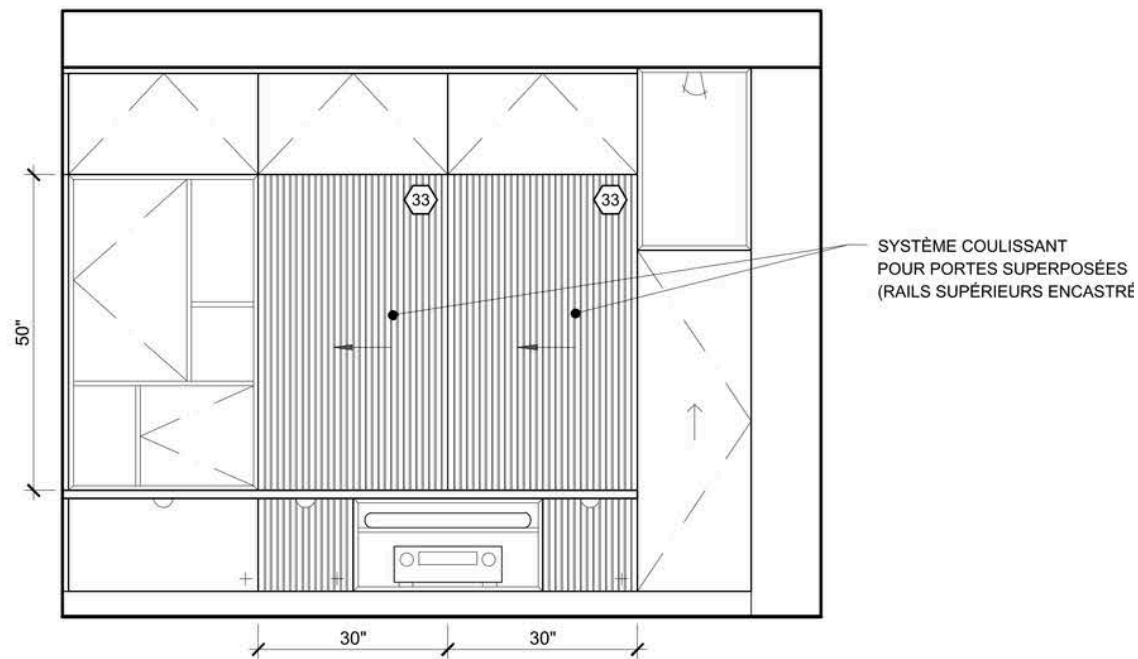 33
33
SYSTÈME COULISSANT
POUR PORTES SUPERPOSÉES
(RAILS SUPÉRIEURS ENCASTRÉ
50"
30"
30"